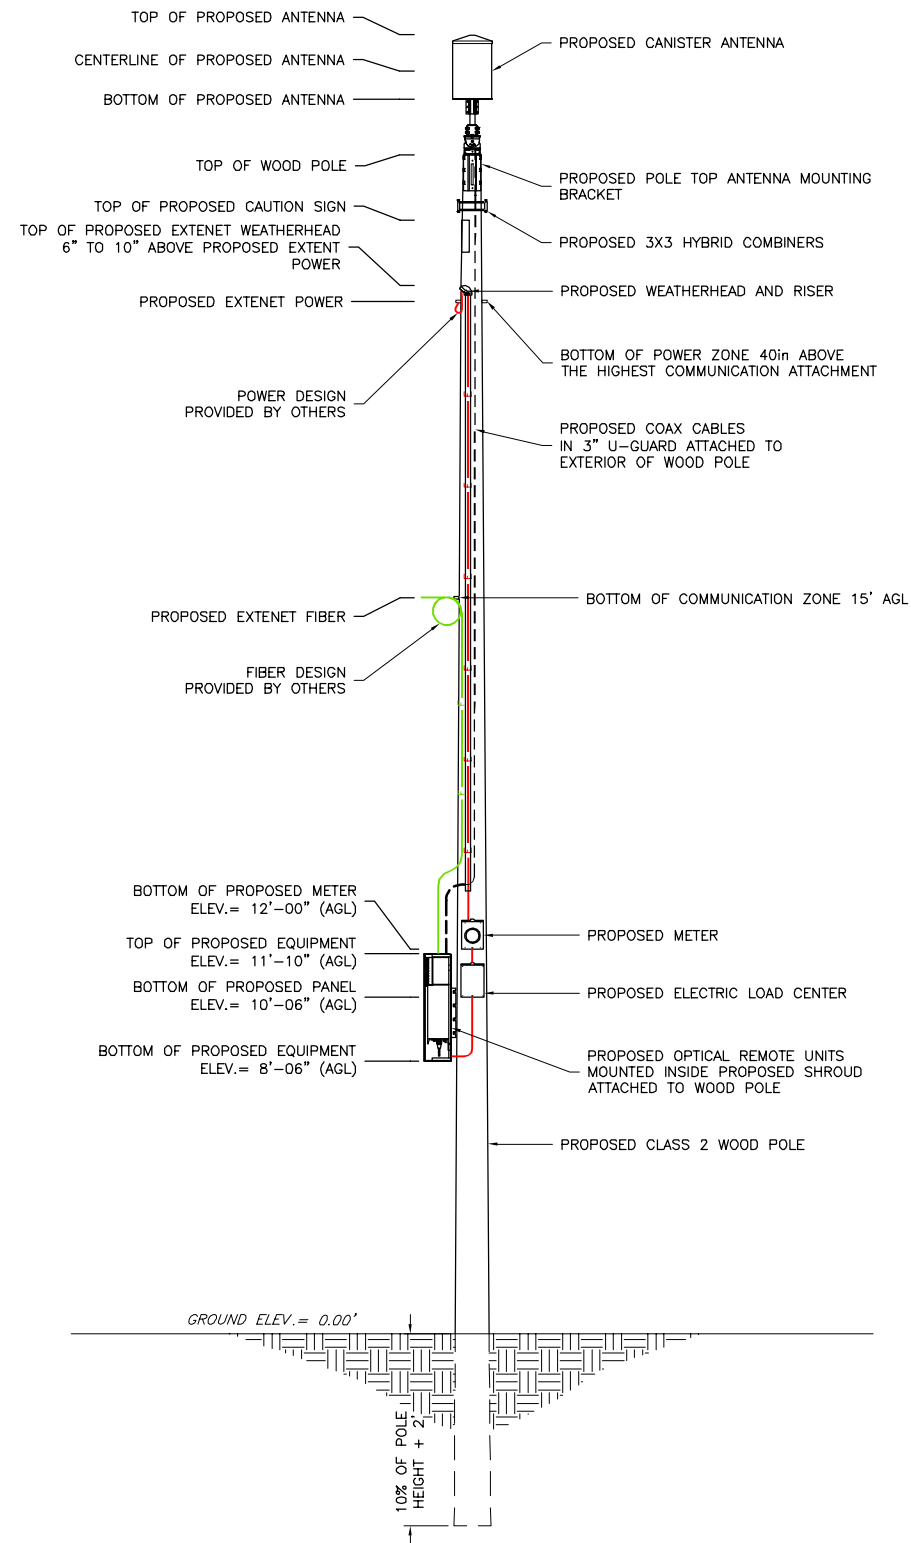 TOP OF PROPOSED ANTENNA
PROPOSED CANISTER ANTENNA
CENTERLINE OF PROPOSED ANTENNA
BOTTOM OF PROPOSED ANTENNA
TOP OF WOOD POLE
PROPOSED POLE TOP ANTENNA MOUNTING
BRACKET
TOP OF PROPOSED CAUTION SIGN
TOP OF PROPOSED EXTENET WEATHERHEAD
6" TO 10" ABOVE PROPOSED EXTENT
POWER
PROPOSED 3X3 HYBRID COMBINERS
PROPOSED WEATHERHEAD AND RISER
PROPOSED EXTENET POWER
BOTTOM OF POWER ZONE 40in ABOVE
THE HIGHEST COMMUNICATION ATTACHMENT
POWER DESIGN
PROVIDED BY OTHERS
PROPOSED COAX CABLES
IN 3" U-GUARD ATTACHED TO
EXTERIOR OF WOOD POLE
BOTTOM OF COMMUNICATION ZONE 15' AGL
PROPOSED EXTENET FIBER
FIBER DESIGN
PROVIDED BY OTHERS
BOTTOM OF PROPOSED METER
ELEV.= 12'-00" (AGL)
PROPOSED METER
TOP OF PROPOSED EQUIPMENT
ELEV.= 11'-10" (AGL)
BOTTOM OF PROPOSED PANEL
ELEV.= 10'-06" (AGL)
PROPOSED ELECTRIC LOAD CENTER
BOTTOM OF PROPOSED EQUIPMENT
ELEV.= 8'-06" (AGL)
PROPOSED OPTICAL REMOTE UNITS
MOUNTED INSIDE PROPOSED SHROUD
ATTACHED TO WOOD POLE
PROPOSED CLASS 2 WOOD POLE
GROUND ELEV.= 0.00'
10% OF POLE
HEIGHT + 2'